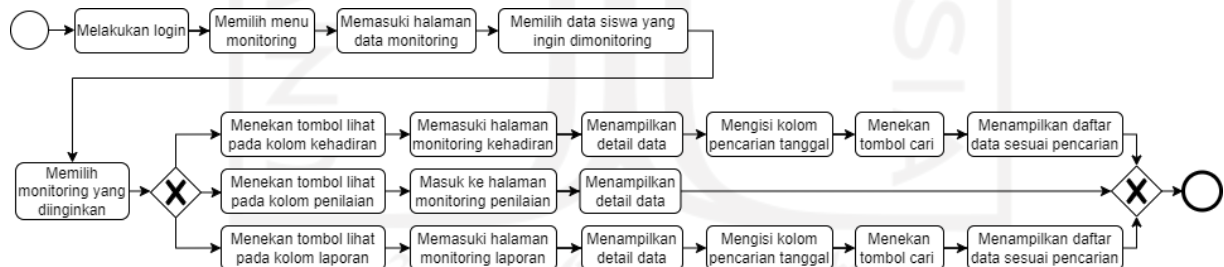 Melakukan login
Memilih menu
monitoring
Memasuki halaman
data monitoring
Memilih data siswa yang
ingin dimonitoring
Memilih
monitoring yang
diinginkan
Menekan tombol lihat
pada kolom kehadiran
Memasuki halaman
monitoring kehadiran
Menampilkan
detail data
Mengisi kolom
pencarian tanggal
Menekan
tombol cari
Menampilkan daftar
data sesuai pencarian
Menekan tombol lihat
pada kolom penilaian
Masuk ke halaman
monitoring penilaian
Menampilkan
detail data
Menekan tombol lihat
pada kolom laporan
Memasuki halaman
monitoring laporan
Menampilkan
detail data
Mengisi kolom
pencarian tanggal
Menekan
tombol cari
Menampilkan daftar
data sesuai pencarian